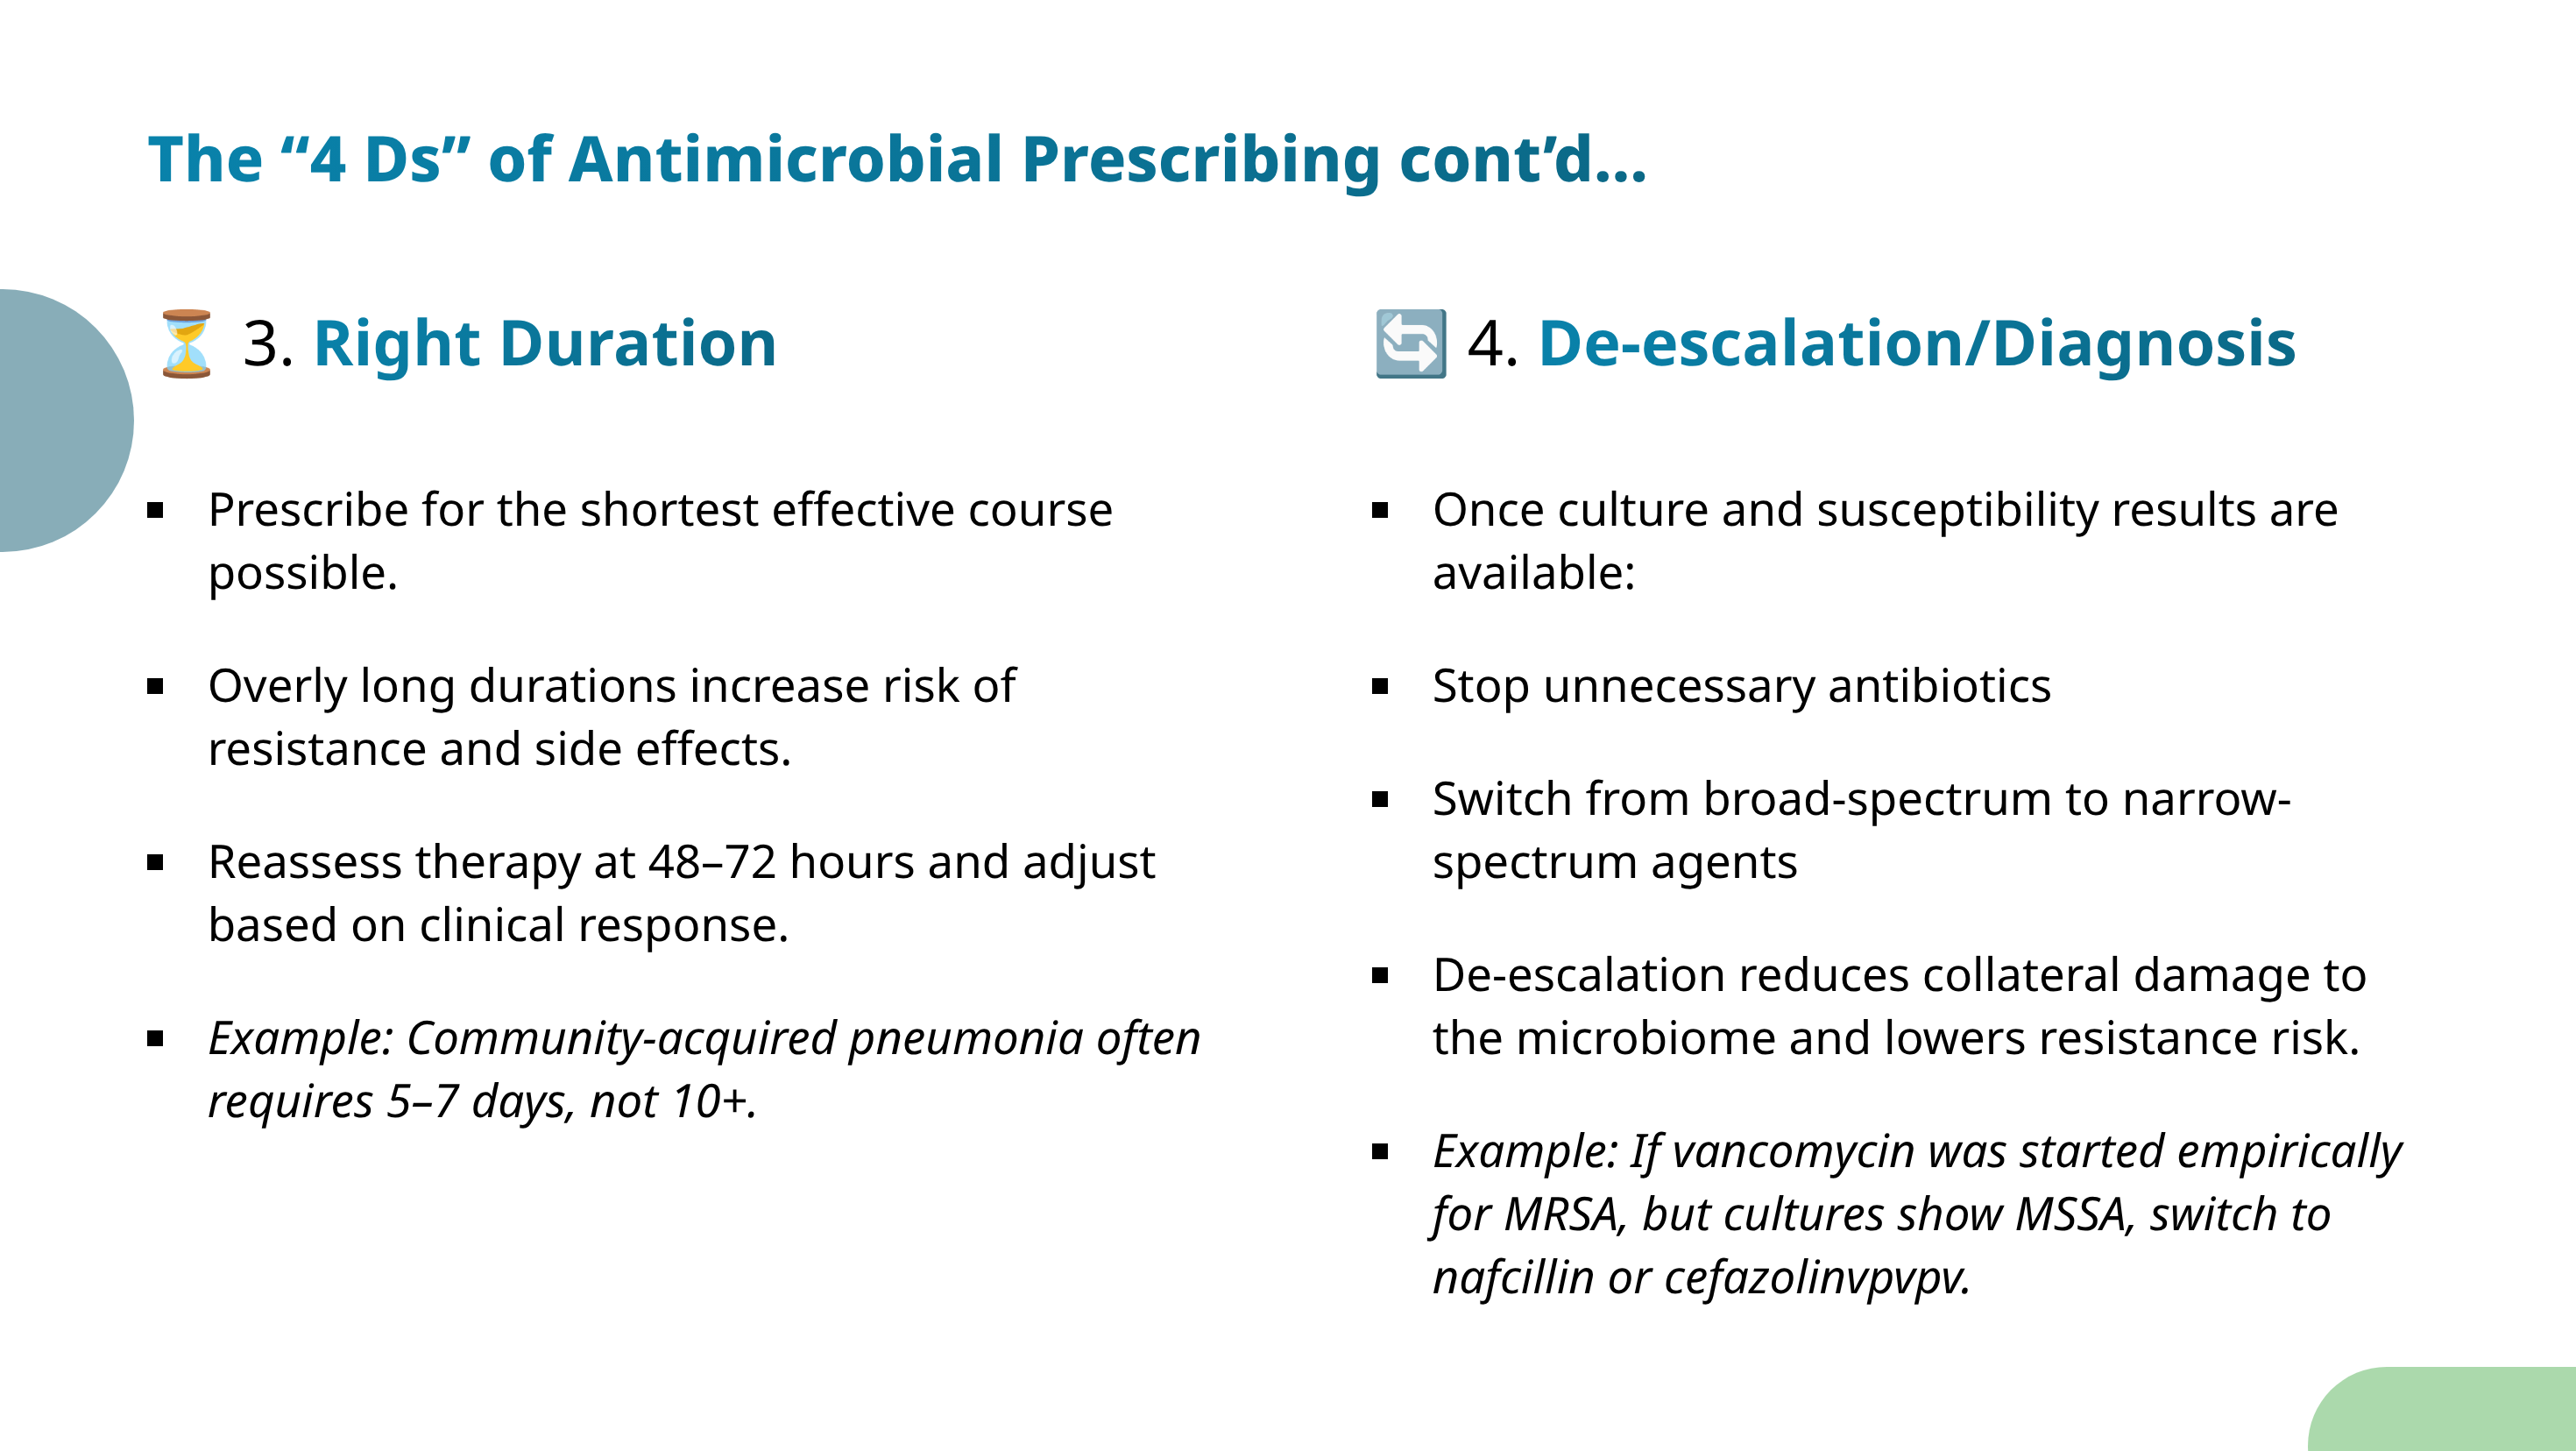 The “4 Ds” of Antimicrobial Prescribing cont’d…
⏳ 3. Right Duration
▪ Prescribe for the shortest effective course
possible.
▪ Overly long durations increase risk of
resistance and side effects.
▪ Reassess therapy at 48–72 hours and adjust
based on clinical response.
▪ Example: Community-acquired pneumonia often
requires 5–7 days, not 10+.
🔄 4. De-escalation/Diagnosis
▪ Once culture and susceptibility results are
available:
▪ Stop unnecessary antibiotics
▪ Switch from broad-spectrum to narrow-
spectrum agents
▪ De-escalation reduces collateral damage to
the microbiome and lowers resistance risk.
▪ Example: If vancomycin was started empirically
for MRSA, but cultures show MSSA, switch to
nafcillin or cefazolinvpvpv.